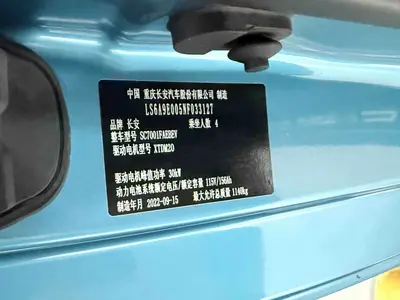 中国 重庆长安汽车股份有限公司 制造
LS6A9E005NF033127
品牌 长安 乘坐人数 4
整车型号 SC7001FAEBEV
驱动电机型号 XTDM20
驱动电机峰值功率 30kW
动力电池系统额定电压/额定容量 115V/156Ah
制造年月 2022-09-15 最大允许总质量 1140kg